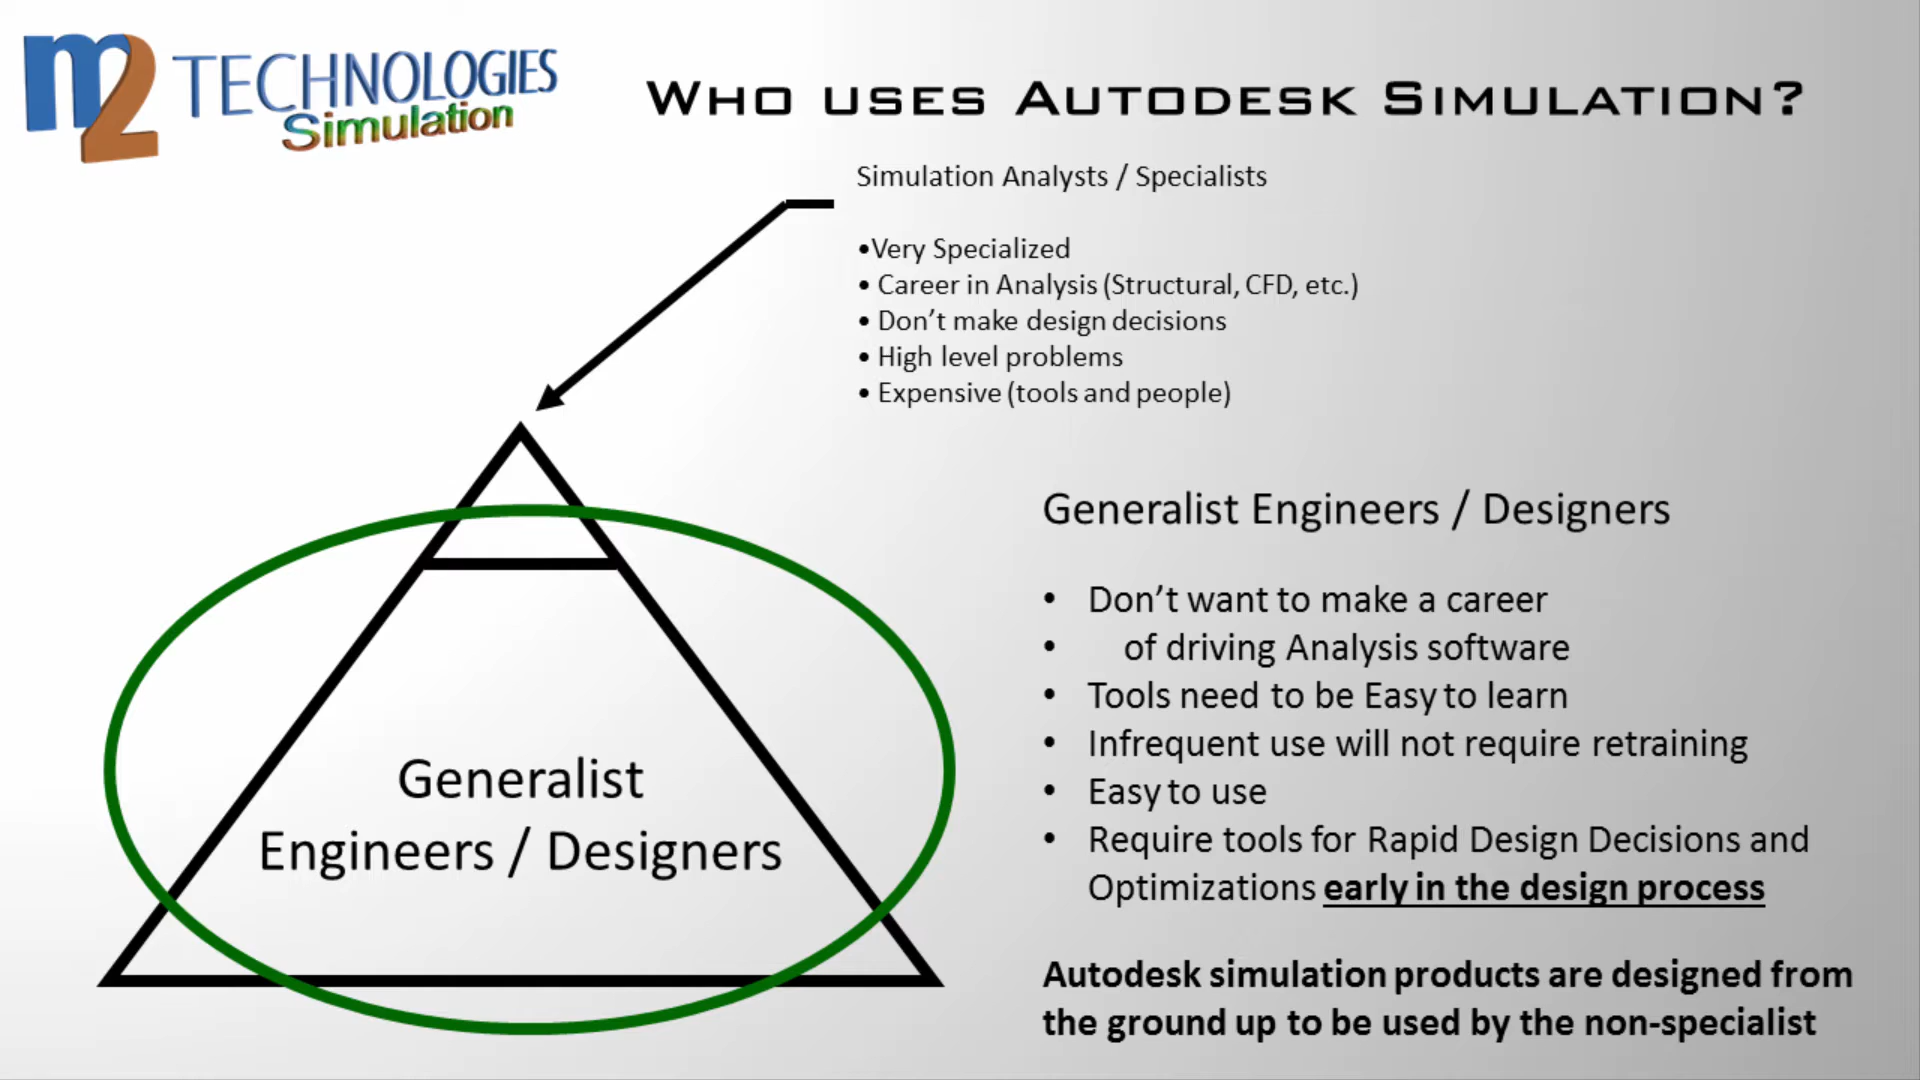 m2 TECHNOLOGIES
Simulation
WHO USES AUTODESK SIMULATION?
Simulation Analysts / Specialists
•Very Specialized
• Career in Analysis (Structural, CFD, etc.)
• Don’t make design decisions
• High level problems
• Expensive (tools and people)
Generalist
Engineers / Designers
Generalist Engineers / Designers
• Don’t want to make a career
• of driving Analysis software
• Tools need to be Easy to learn
• Infrequent use will not require retraining
• Easy to use
• Require tools for Rapid Design Decisions and
Optimizations early in the design process
Autodesk simulation products are designed from
the ground up to be used by the non-specialist